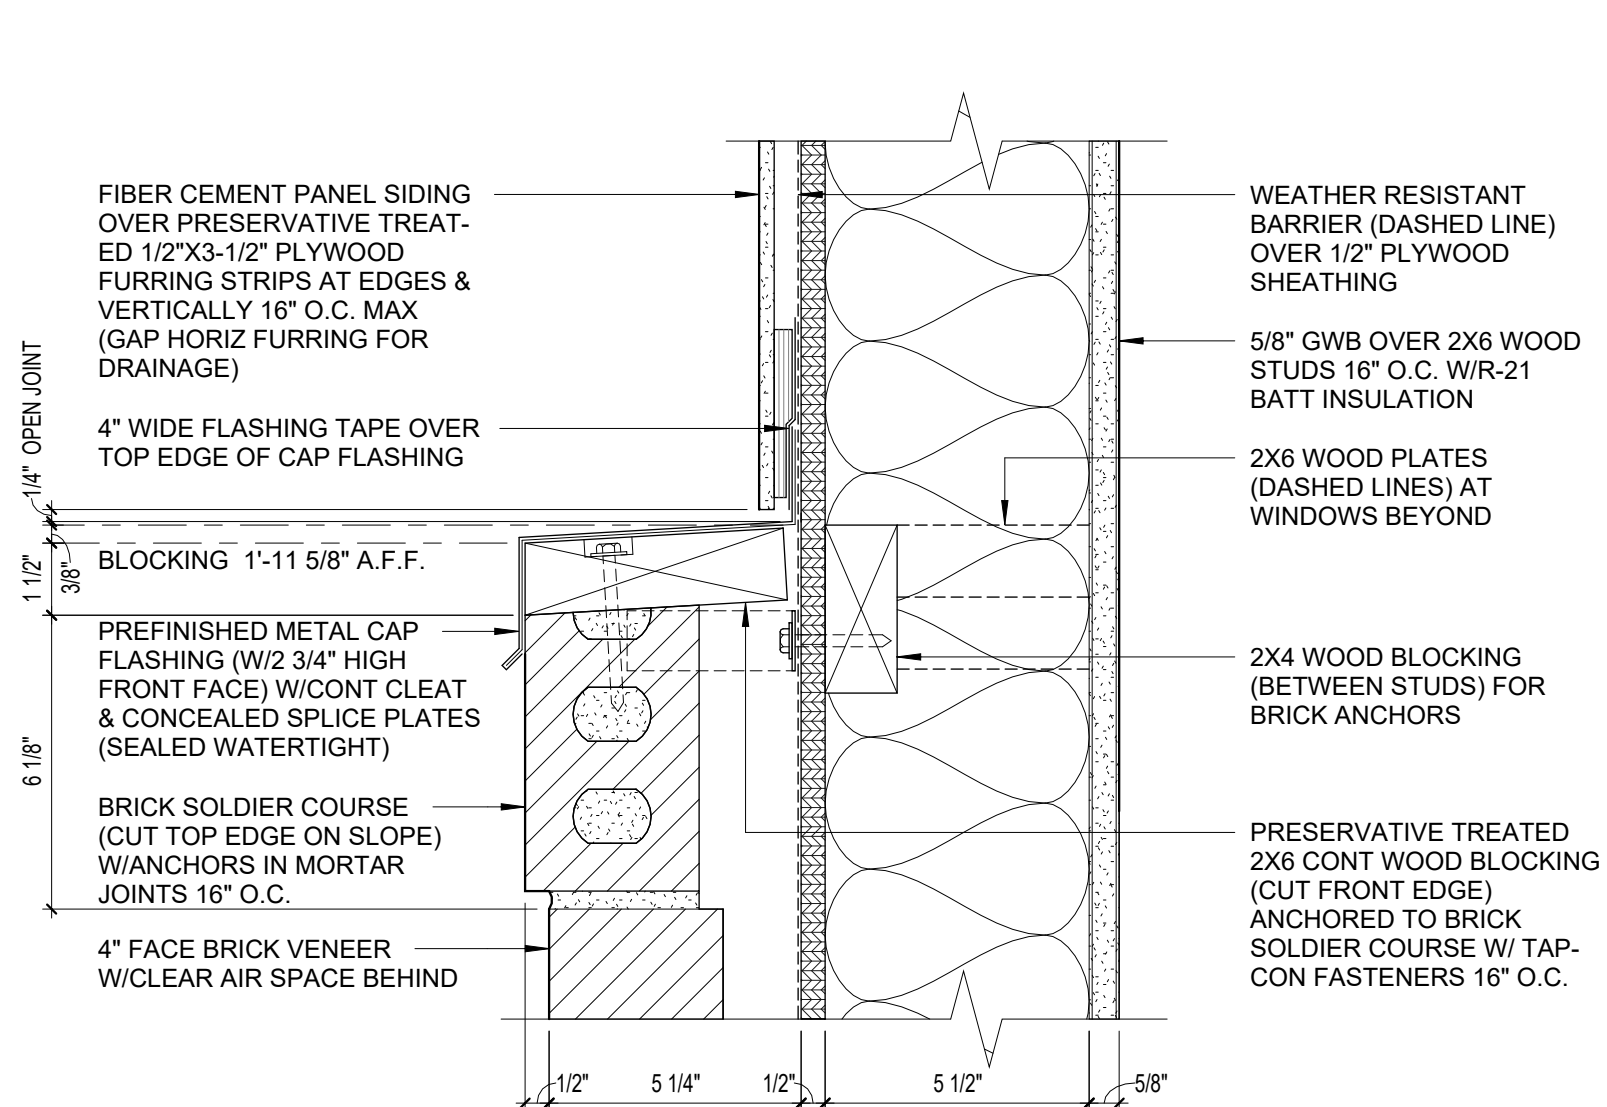 FIBER CEMENT PANEL SIDING
OVER PRESERVATIVE TREAT-
ED 1/2"X3-1/2" PLYWOOD
FURRING STRIPS AT EDGES &
VERTICALLY 16" O.C. MAX
(GAP HORIZ FURRING FOR
DRAINAGE)
4" WIDE FLASHING TAPE OVER
TOP EDGE OF CAP FLASHING
1/4" OPEN JOINT
3/8"
1 1/2"
6 1/8"
BLOCKING 1'-11 5/8" A.F.F.
PREFINISHED METAL CAP
FLASHING (W/2 3/4" HIGH
FRONT FACE) W/CONT CLEAT
& CONCEALED SPLICE PLATES
(SEALED WATERTIGHT)
BRICK SOLDIER COURSE
(CUT TOP EDGE ON SLOPE)
W/ANCHORS IN MORTAR
JOINTS 16" O.C.
4" FACE BRICK VENEER
W/CLEAR AIR SPACE BEHIND
WEATHER RESISTANT
BARRIER (DASHED LINE)
OVER 1/2" PLYWOOD
SHEATHING
5/8" GWB OVER 2X6 WOOD
STUDS 16" O.C. W/R-21
BATT INSULATION
2X6 WOOD PLATES
(DASHED LINES) AT
WINDOWS BEYOND
2X4 WOOD BLOCKING
(BETWEEN STUDS) FOR
BRICK ANCHORS
PRESERVATIVE TREATED
2X6 CONT WOOD BLOCKING
(CUT FRONT EDGE)
ANCHORED TO BRICK
SOLDIER COURSE W/ TAP-
CON FASTENERS 16" O.C.
1/2" 5 1/4" 1/2" 5 1/2" 5/8"